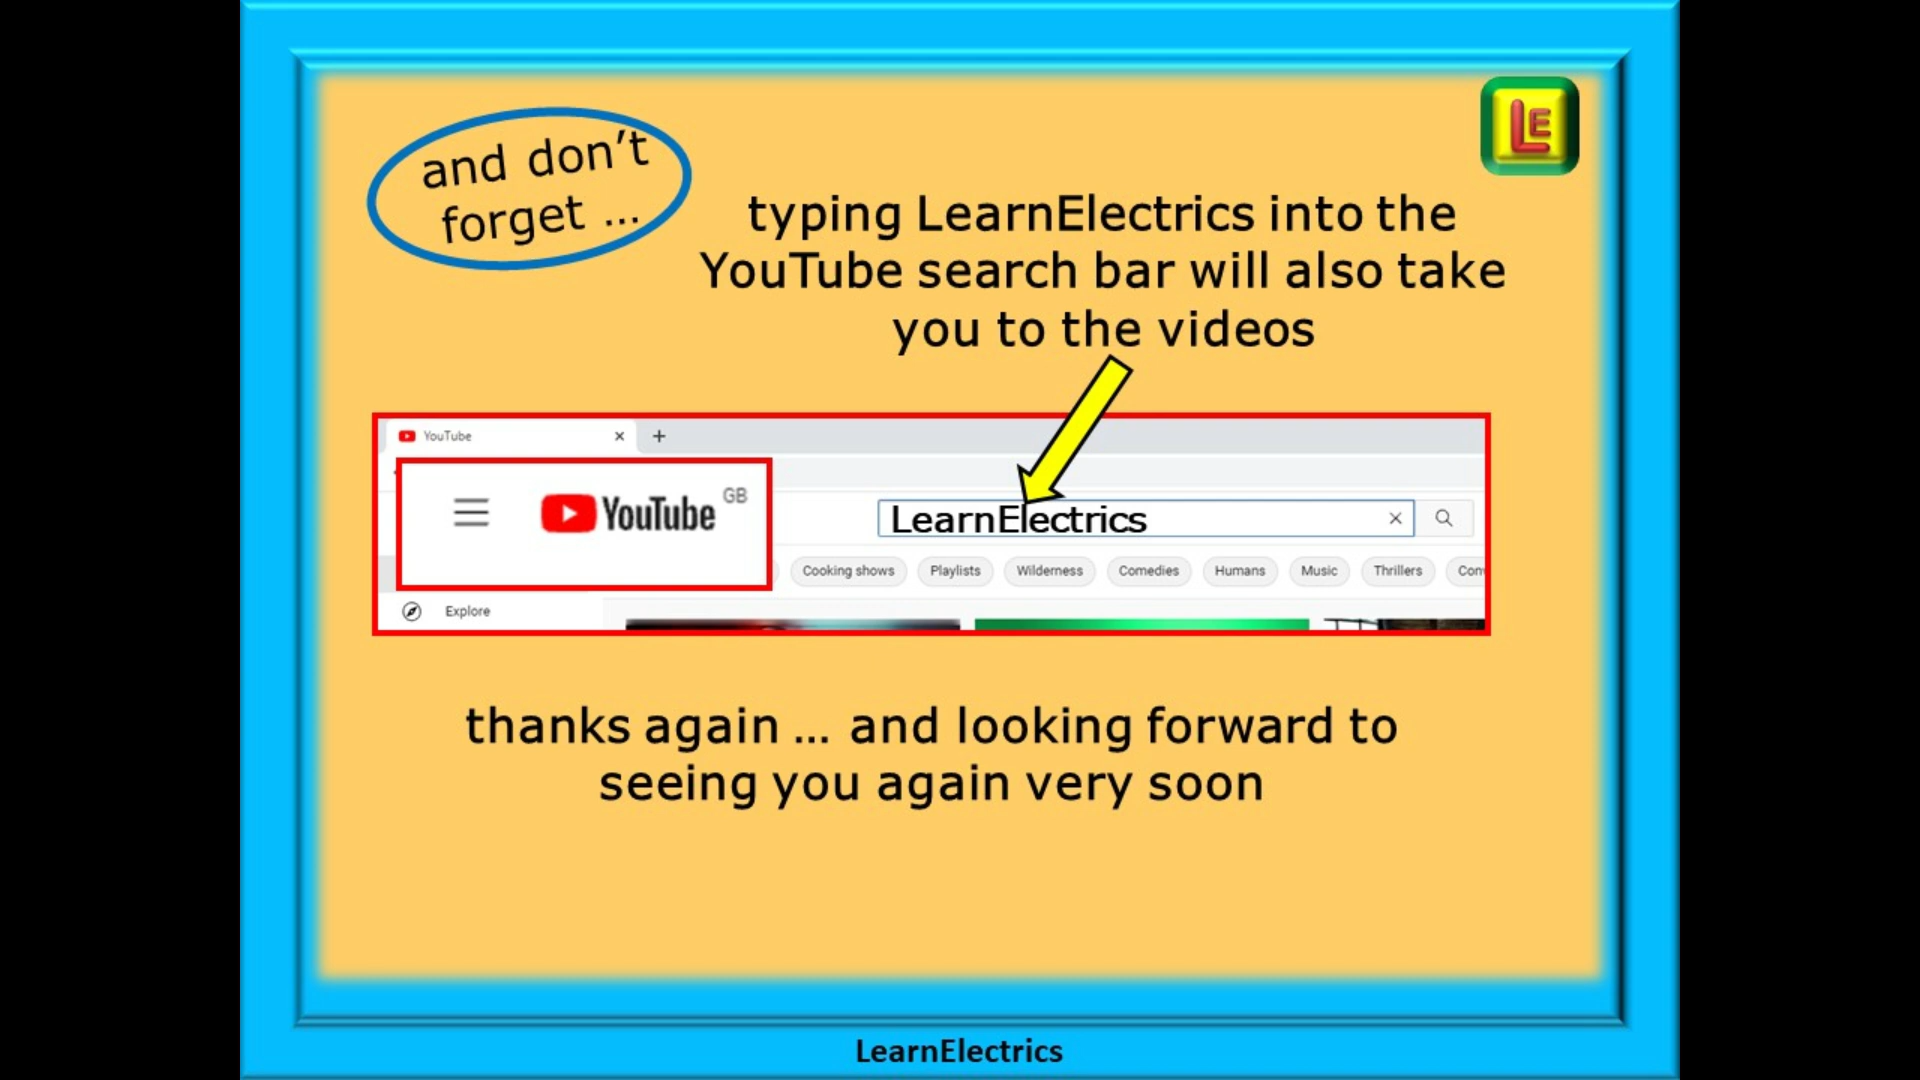 and don't
forget ...
LE
typing LearnElectrics into the
YouTube search bar will also take
you to the videos
YouTube
YouTube GB
LearnElectrics
Cooking shows Playlists Wilderness Comedies Humans Music Thrillers
Explore
thanks again ... and looking forward to
seeing you again very soon
LearnElectrics